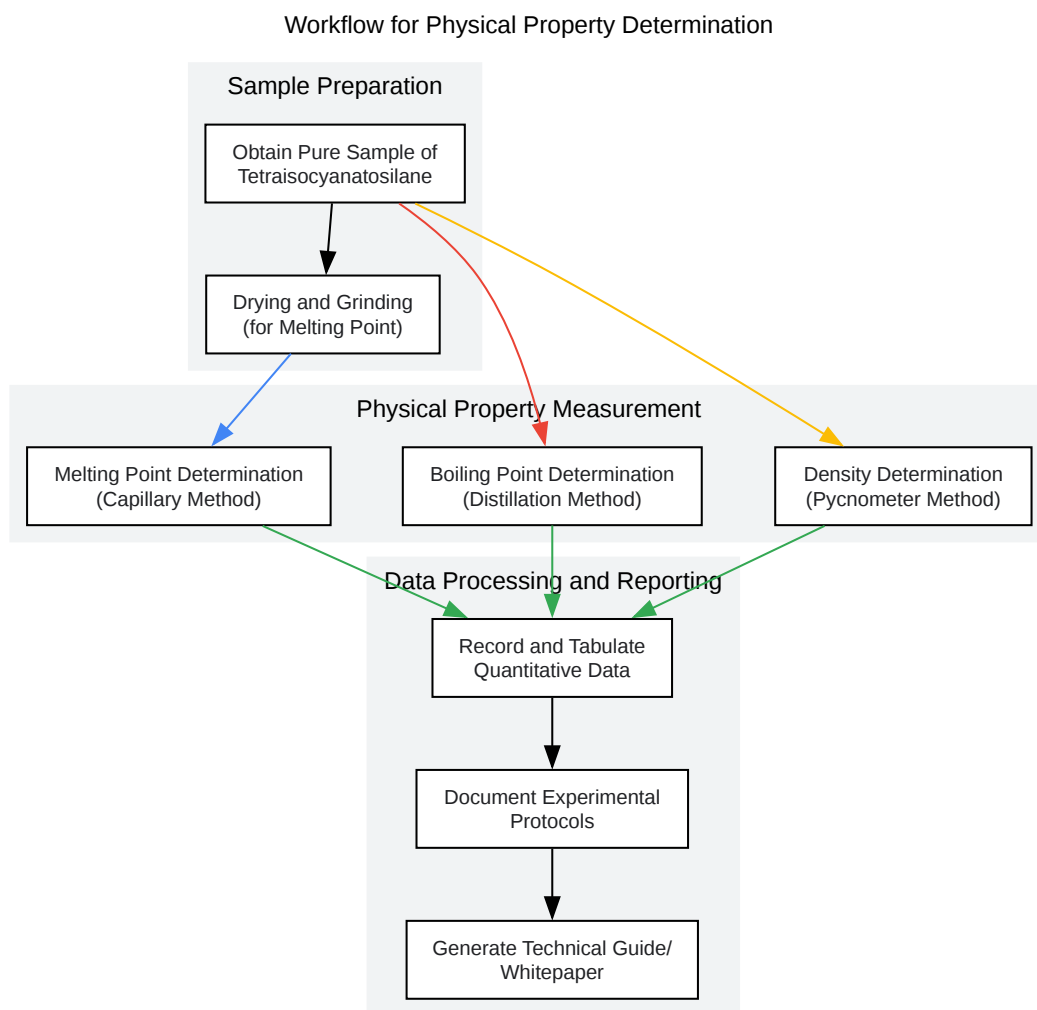 Workflow for Physical Property Determination
Sample Preparation
Obtain Pure Sample of
Tetraisocyanatosilane
Drying and Grinding
(for Melting Point)
Physical Property Measurement
Melting Point Determination
(Capillary Method)
Boiling Point Determination
(Distillation Method)
Density Determination
(Pycnometer Method)
Data Processing and Reporting
Record and Tabulate
Quantitative Data
Document Experimental
Protocols
Generate Technical Guide/
Whitepaper